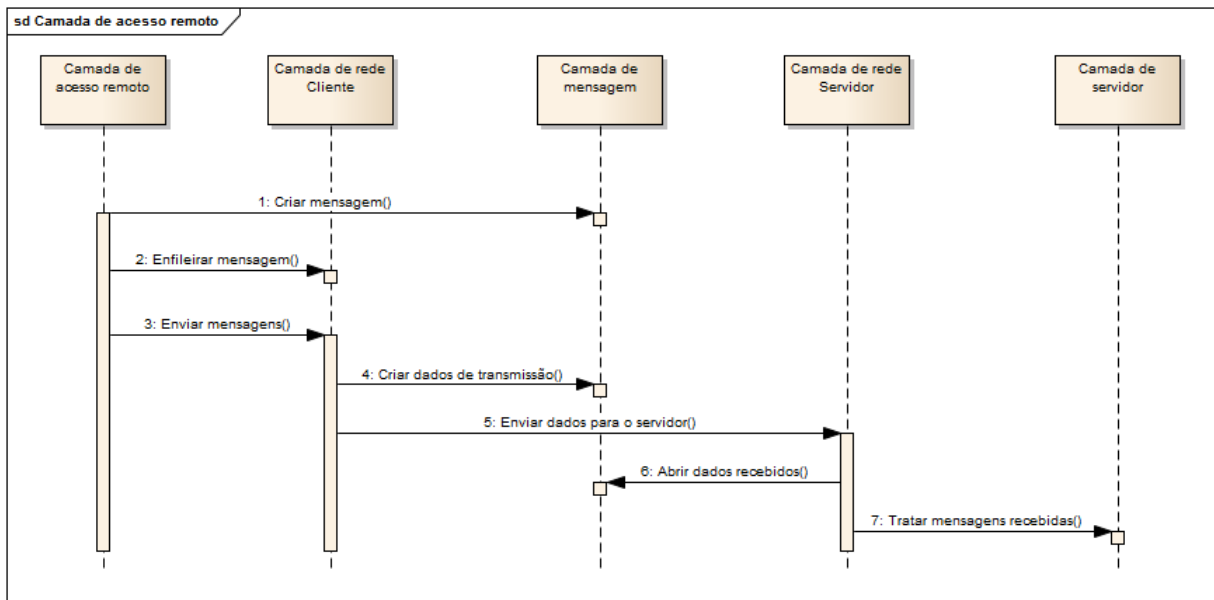 sd Camada de acesso remoto
Camada de
acesso remoto
Camada de rede
Cliente
Camada de
mensagem
Camada de rede
Servidor
Camada de
servidor
1: Criar mensagem()
2: Enfileirar mensagem()
3: Enviar mensagens()
4: Criar dados de transmissão()
5: Enviar dados para o servidor()
6: Abrir dados recebidos()
7: Tratar mensagens recebidas()